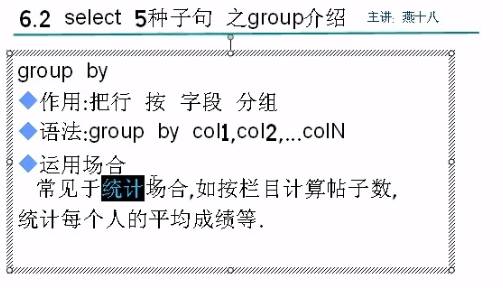 6.2 select 5种子句 之group介绍 主讲: 燕十八
group by
◆作用:把行 按 字段 分组
◆语法:group by col1,col2,...colN
◆运用场合
常见于统计场合,如按栏目计算帖子数,
统计每个人的平均成绩等.